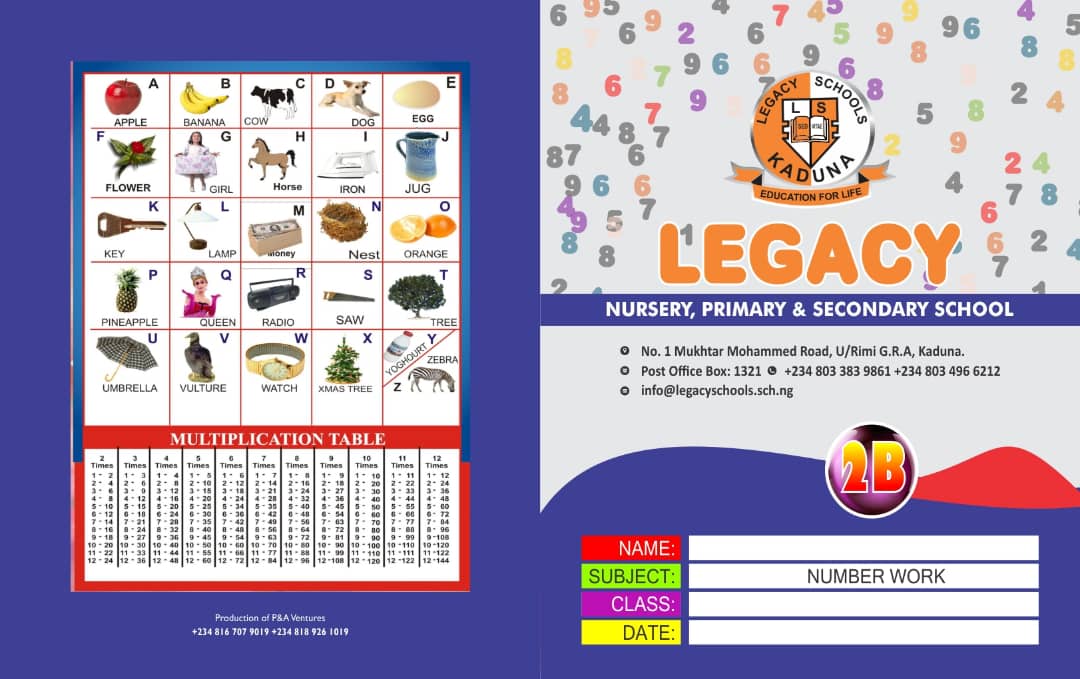 A B C D E
APPLE BANANA COW DOG EGG
F G H I J
FLOWER GIRL Horse IRON JUG
K L M N O
KEY LAMP Money Nest ORANGE
P Q R S T
PINEAPPLE QUEEN RADIO SAW TREE
U V W X Y YOGHOURT
UMBRELLA VULTURE WATCH XMAS TREE Z ZEBRA
MULTIPLICATION TABLE
2 3 4 5 6 7 8 9 10 11 12
Times Times Times Times Times Times Times Times Times Times Times
1 - 2 1 - 3 1 - 4 1 - 5 1 - 6 1 - 7 1 - 8 1 - 9 1 - 10 1 - 11 1 - 12
2 - 4 2 - 6 2 - 8 2 - 10 2 - 12 2 - 14 2 - 16 2 - 18 2 - 20 2 - 22 2 - 24
3 - 6 3 - 9 3 - 12 3 - 15 3 - 18 3 - 21 3 - 24 3 - 27 3 - 30 3 - 33 3 - 36
4 - 8 4 - 12 4 - 16 4 - 20 4 - 24 4 - 28 4 - 32 4 - 36 4 - 40 4 - 44 4 - 48
5 - 10 5 - 15 5 - 20 5 - 25 5 - 30 5 - 35 5 - 40 5 - 45 5 - 50 5 - 55 5 - 60
6 - 12 6 - 18 6 - 24 6 - 30 6 - 36 6 - 42 6 - 48 6 - 54 6 - 60 6 - 66 6 - 72
7 - 14 7 - 21 7 - 28 7 - 35 7 - 42 7 - 49 7 - 56 7 - 63 7 - 70 7 - 77 7 - 84
8 - 16 8 - 24 8 - 32 8 - 40 8 - 48 8 - 56 8 - 64 8 - 72 8 - 80 8 - 88 8 - 96
9 - 18 9 - 27 9 - 36 9 - 45 9 - 54 9 - 63 9 - 72 9 - 81 9 - 90 9 - 99 9 -108
10 - 20 10 - 30 10 - 40 10 - 50 10 - 60 10 - 70 10 - 80 10 - 90 10 - 100 10 -110 10 -120
11 - 22 11 - 33 11 - 44 11 - 55 11 - 66 11 - 77 11 - 88 11 - 99 11 - 110 11 -111 11 -122
12 - 24 12 - 36 12 - 48 12 - 60 12 - 72 12 - 84 12 - 96 12 -108 12 - 120 12 -122 12 -144
Production of P&A Ventures
+234 816 707 9019 +234 818 926 1019
LEGACY SCHOOLS
L S
KADUNA
EDUCATION FOR LIFE
LEGACY
NURSERY, PRIMARY & SECONDARY SCHOOL
No. 1 Mukhtar Mohammed Road, U/Rimi G.R.A, Kaduna.
Post Office Box: 1321 +234 803 383 9861 +234 803 496 6212
info@legacyschools.sch.ng
2B
NAME:
SUBJECT: NUMBER WORK
CLASS:
DATE: